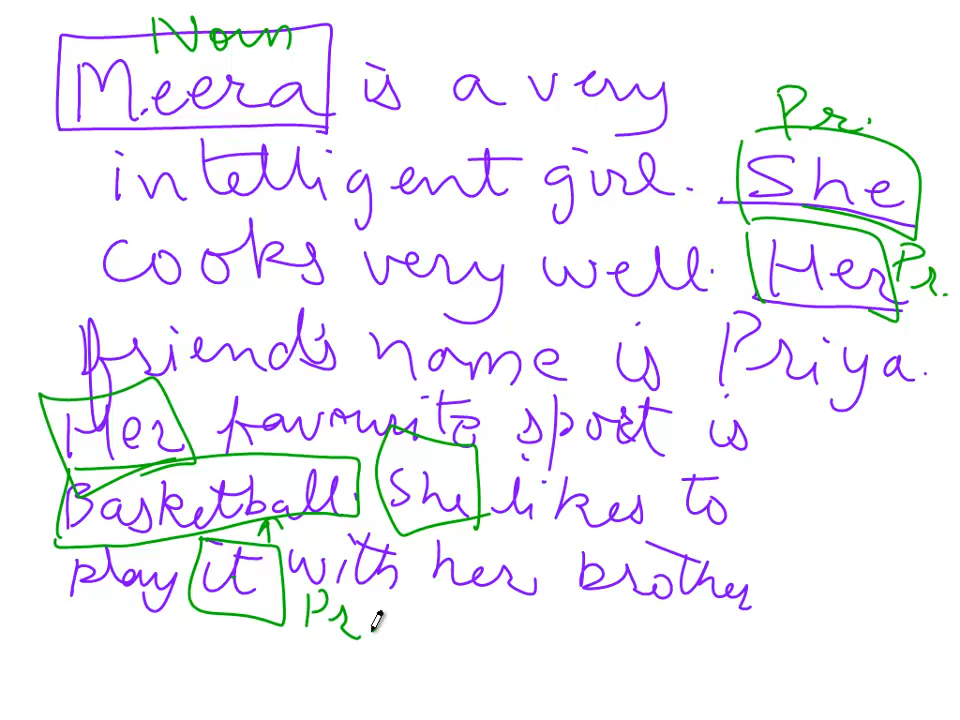 Noun
Meera is a very
Pr.
intelligent girl. She
cooks very well. Her Pr.
friend's name is Priya.
Her favourite sport is
Basketball. She likes to
play it with her brother
Pr